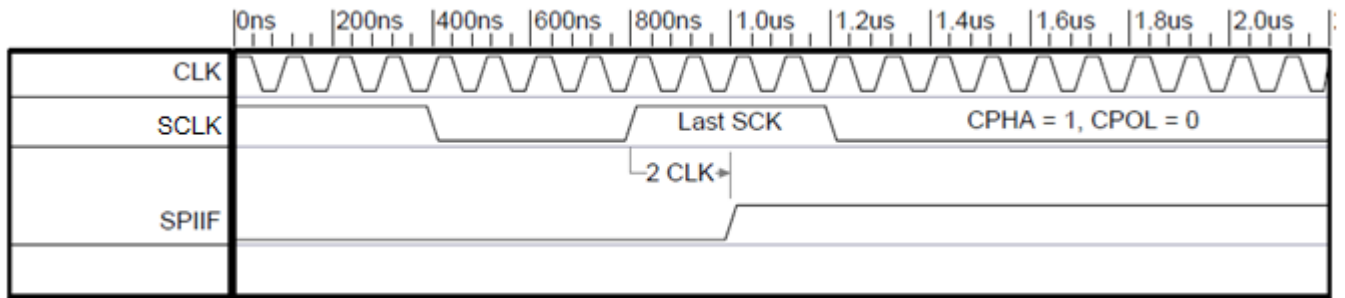 0ns 200ns 400ns 600ns 800ns 1.0us 1.2us 1.4us 1.6us 1.8us 2.0us
CLK
SCLK Last SCK CPHA = 1, CPOL = 0
2 CLK
SPIIF